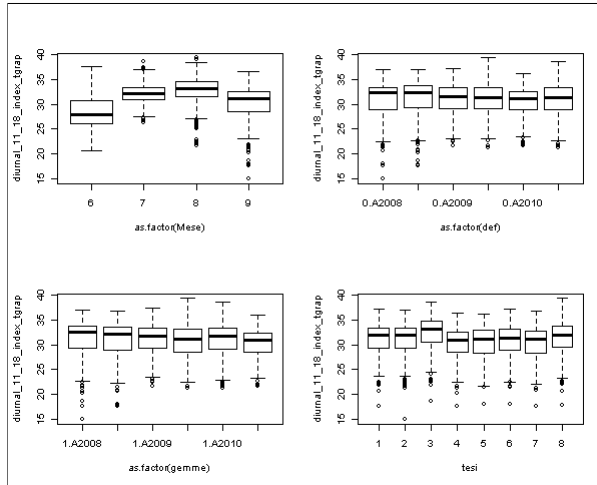 diurnal_11_18_index_tgrap
40
35
30
25
20
15
6 7 8 9
as.factor(Mese)
diurnal_11_18_index_tgrap
40
35
30
25
20
15
0.A2008 0.A2009 0.A2010
as.factor(def)
diurnal_11_18_index_tgrap
40
35
30
25
20
15
1.A2008 1.A2009 1.A2010
as.factor(gemme)
diurnal_11_18_index_tgrap
40
35
30
25
20
15
1 2 3 4 5 6 7 8
tesi